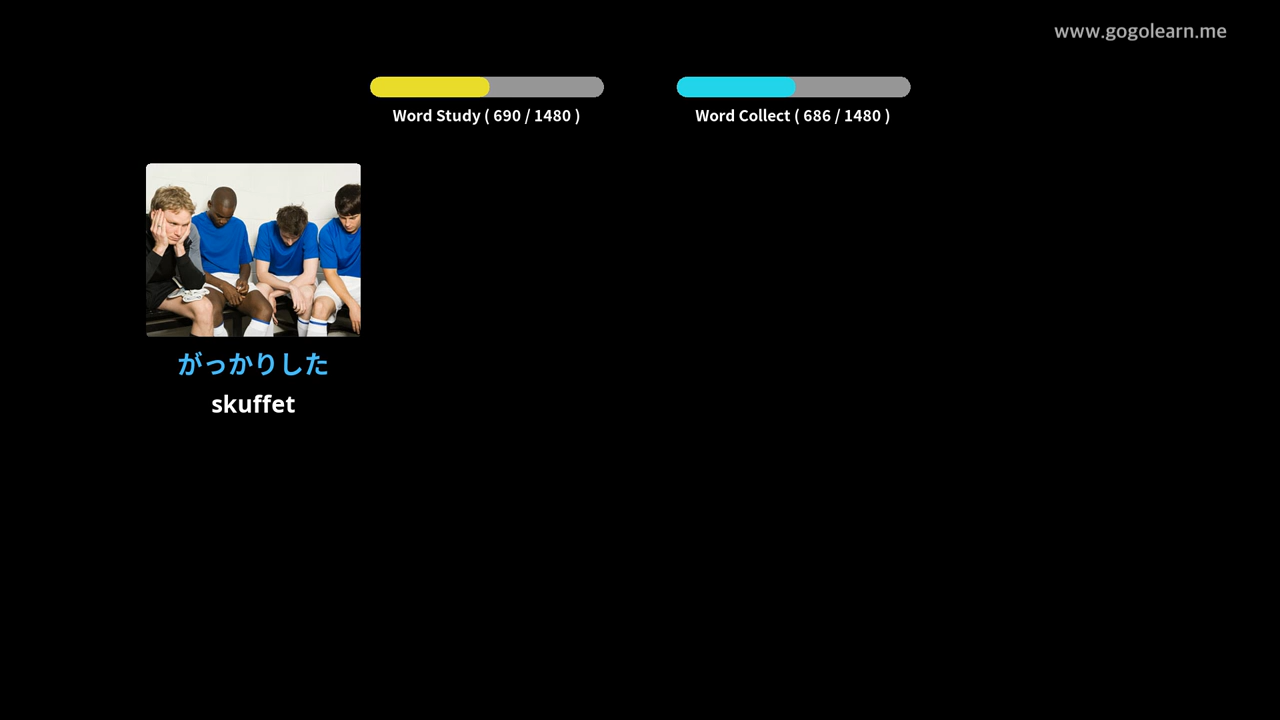 www.gogolearn.me
Word Study ( 690 / 1480 )
Word Collect ( 686 / 1480 )
がっかりした
skuffet